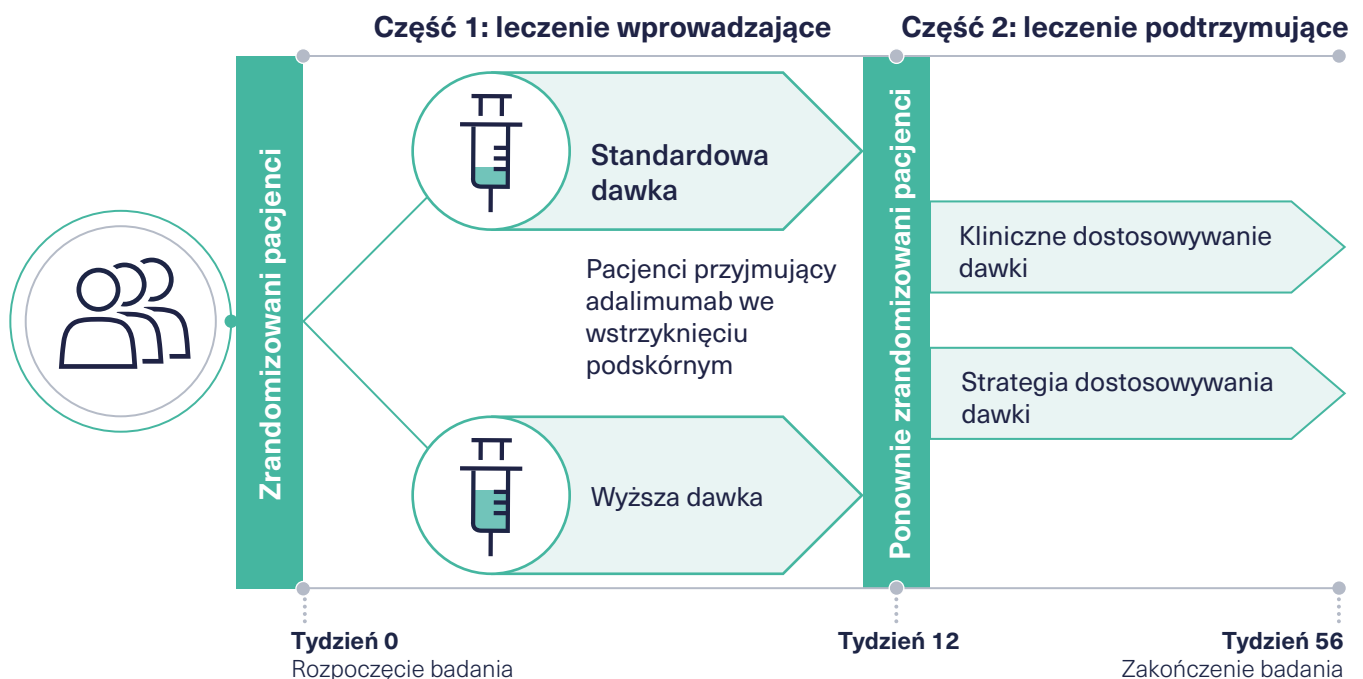 Część 1: leczenie wprowadzające
Część 2: leczenie podtrzymujące
Zrandomizowani pacjenci
Standardowa
dawka
Pacjenci przyjmujący
adalimumab we
wstrzyknięciu
podskórnym
Wyższa dawka
Ponownie zrandomizowani pacjenci
Kliniczne dostosowywanie
dawki
Strategia dostosowywania
dawki
Tydzień 0
Rozpoczęcie badania
Tydzień 12
Tydzień 56
Zakończenie badania